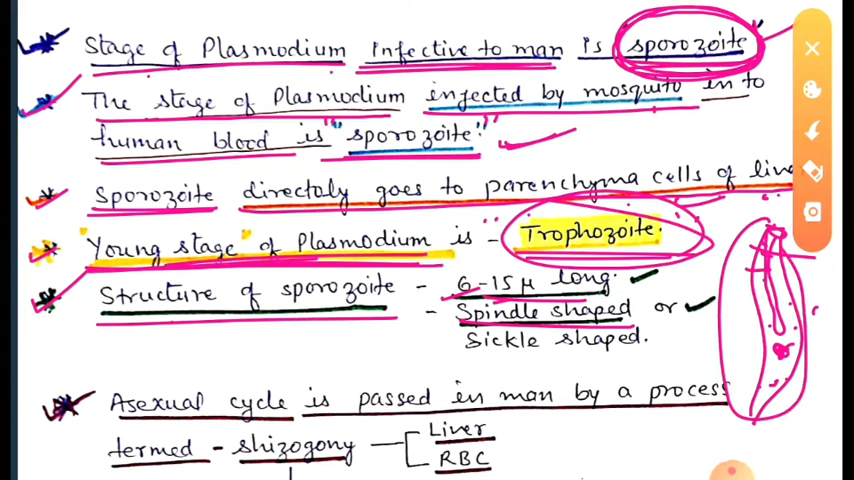 Stage of Plasmodium infective to man is "sporozoite"
The stage of Plasmodium injected by mosquito in to
human blood is "sporozoite"
Sporozoite directaly goes to parenchyma cells of live
"Young stage" of Plasmodium is - "Trophozoite.
Structure of sporozoite - 6-15 μ long.
- Spindle shaped or
Sickle shaped.
Asexual cycle is passed in man by a process
termed - shizogony
Liver
RBC